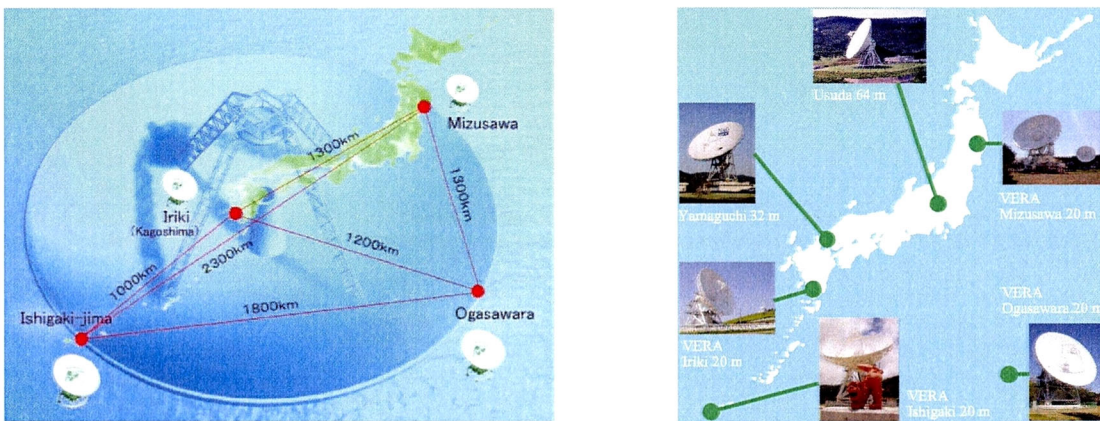 Mizusawa
1300km
1300km
Iriki
(Kagoshima)
1200km
1000km
2300km
1800km
Ishigaki-jima
Ogasawara
Usuda 64 m
VERA
Mizusawa 20 m
Yamaguchi 32 m
VERA
Ogasawara 20 m
VERA
Iriki 20 m
VERA
Ishigaki 20 m